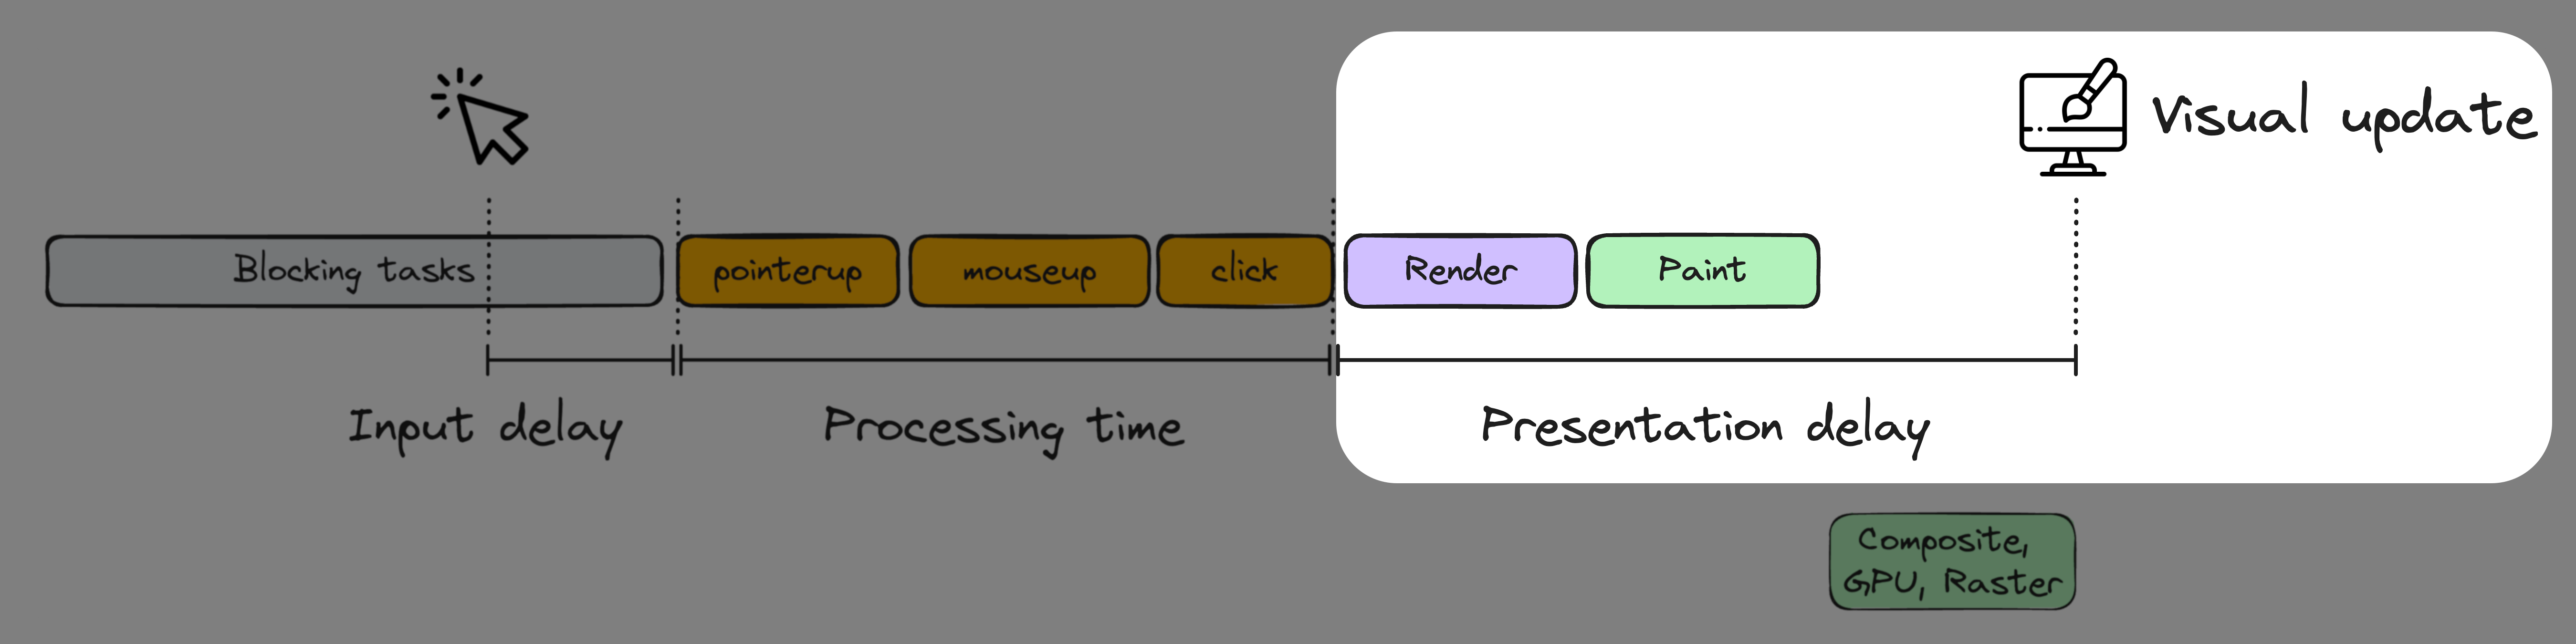 Visual update
Blocking tasks
pointerup
mouseup
click
Render
Paint
Input delay
Processing time
Presentation delay
Composite,
GPU, Raster